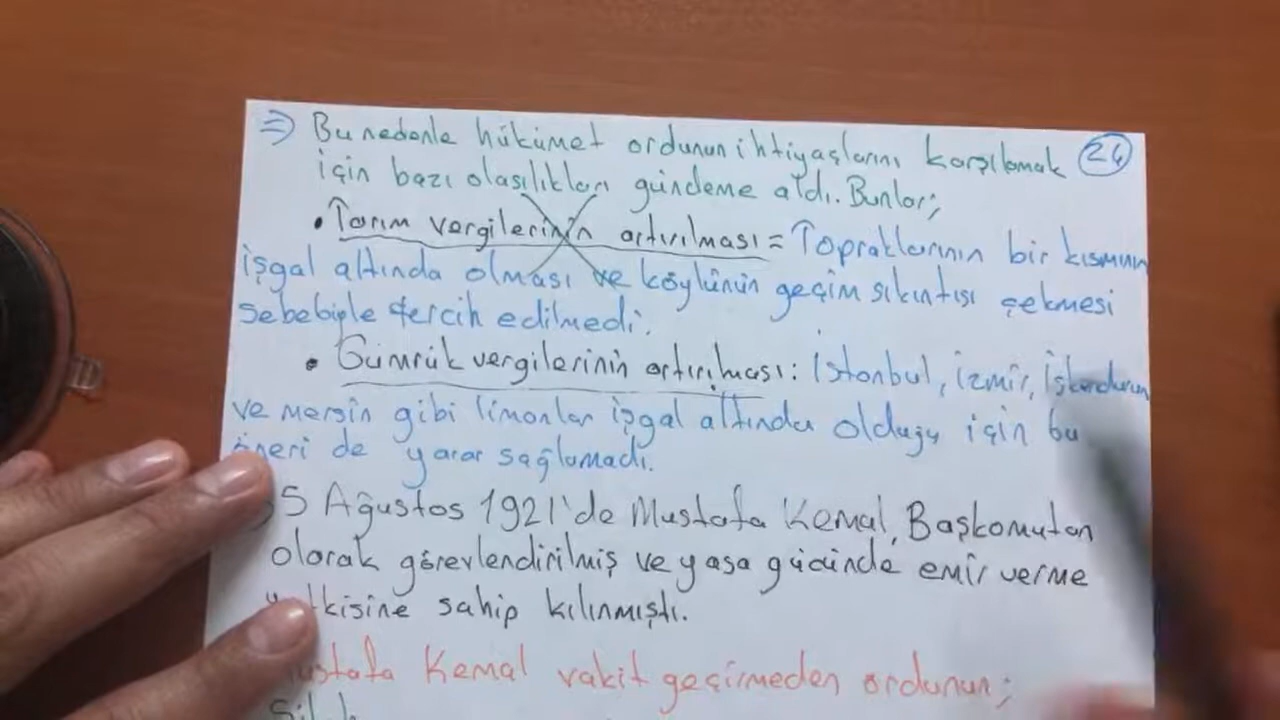 ⇒ Bu nedenle hükümet ordunun ihtiyaçlarını karşılamak 24
için bazı olasılıkları gündeme aldı. Bunlar;
• Tarım vergilerinin artırılması = Topraklarının bir kısmının
işgal altında olması ve köylünün geçim sıkıntısı çekmesi
sebebiyle tercih edilmedi.
• Gümrük vergilerinin artırılması: İstanbul, İzmir, İskenderun
ve mersin gibi limanlar işgal altında olduğu için bu
öneri de yarar sağlamadı.
5 Ağustos 1921'de Mustafa Kemal, Başkomutan
olarak görevlendirilmiş ve yasa gücünde emir verme
yetkisine sahip kılınmıştı.
Mustafa Kemal vakit geçirmeden ordunun;